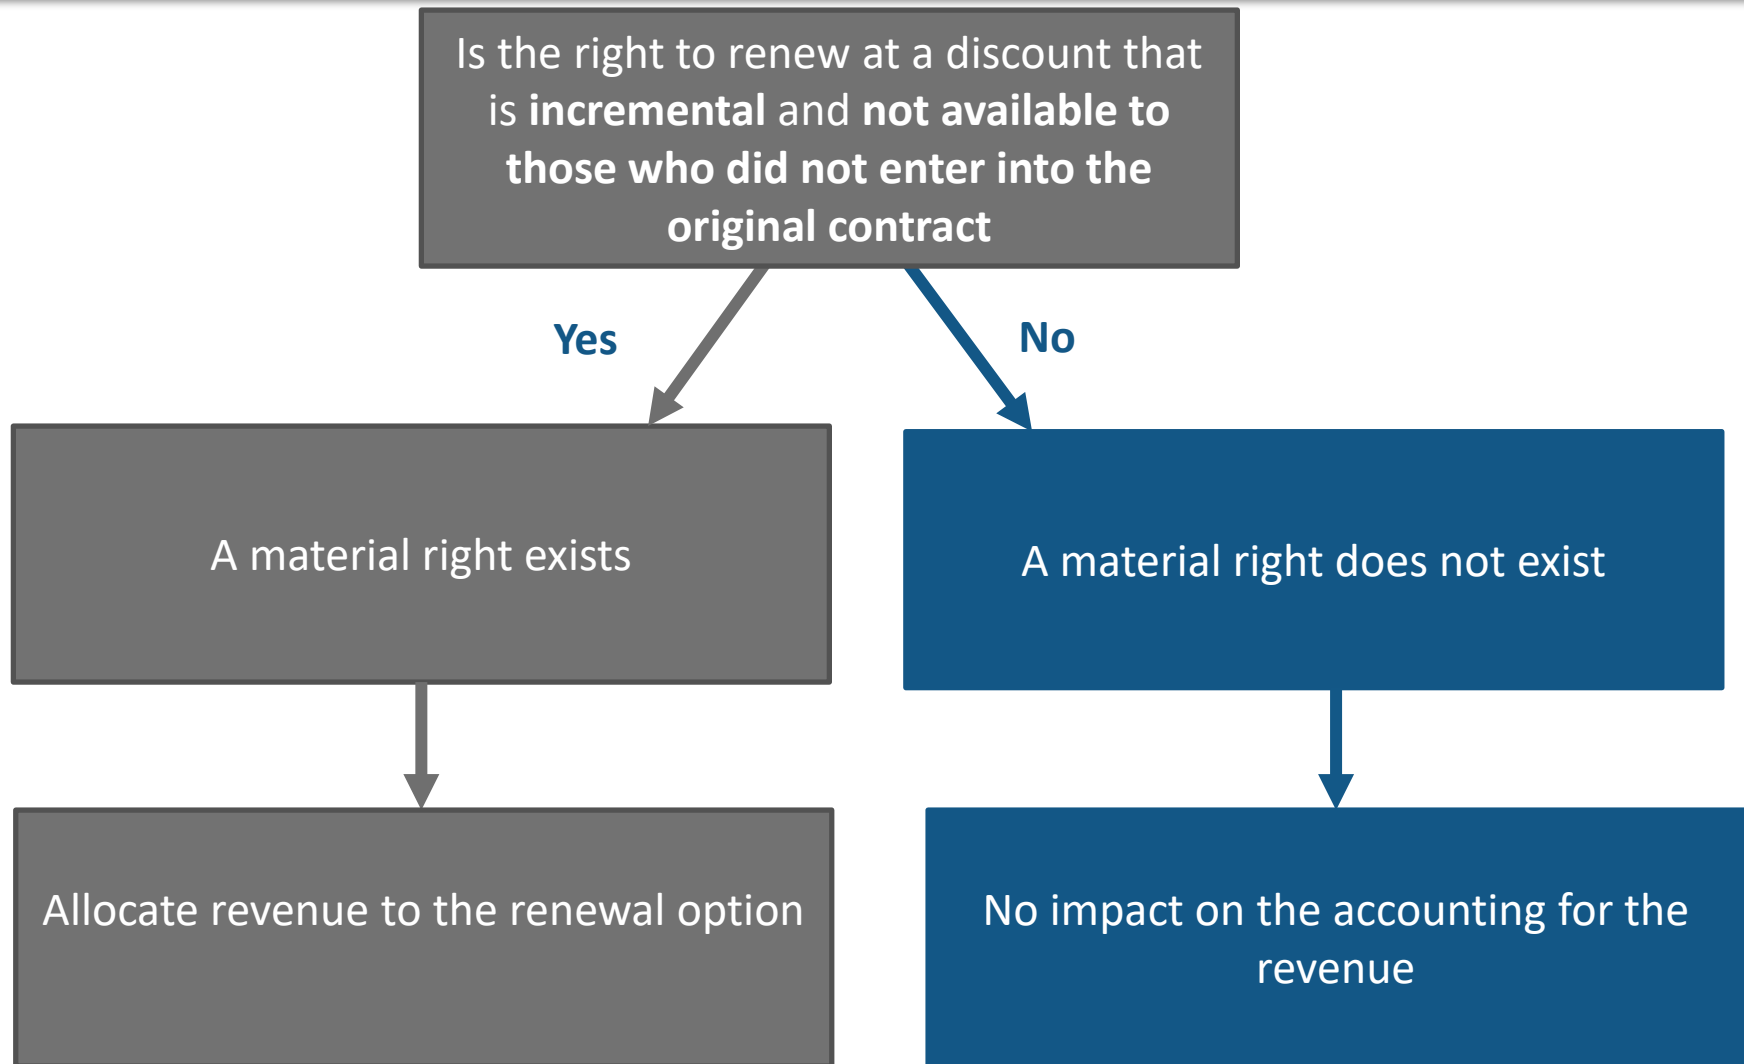 Is the right to renew at a discount that
is incremental and not available to
those who did not enter into the
original contract
Yes
No
A material right exists
A material right does not exist
Allocate revenue to the renewal option
No impact on the accounting for the
revenue